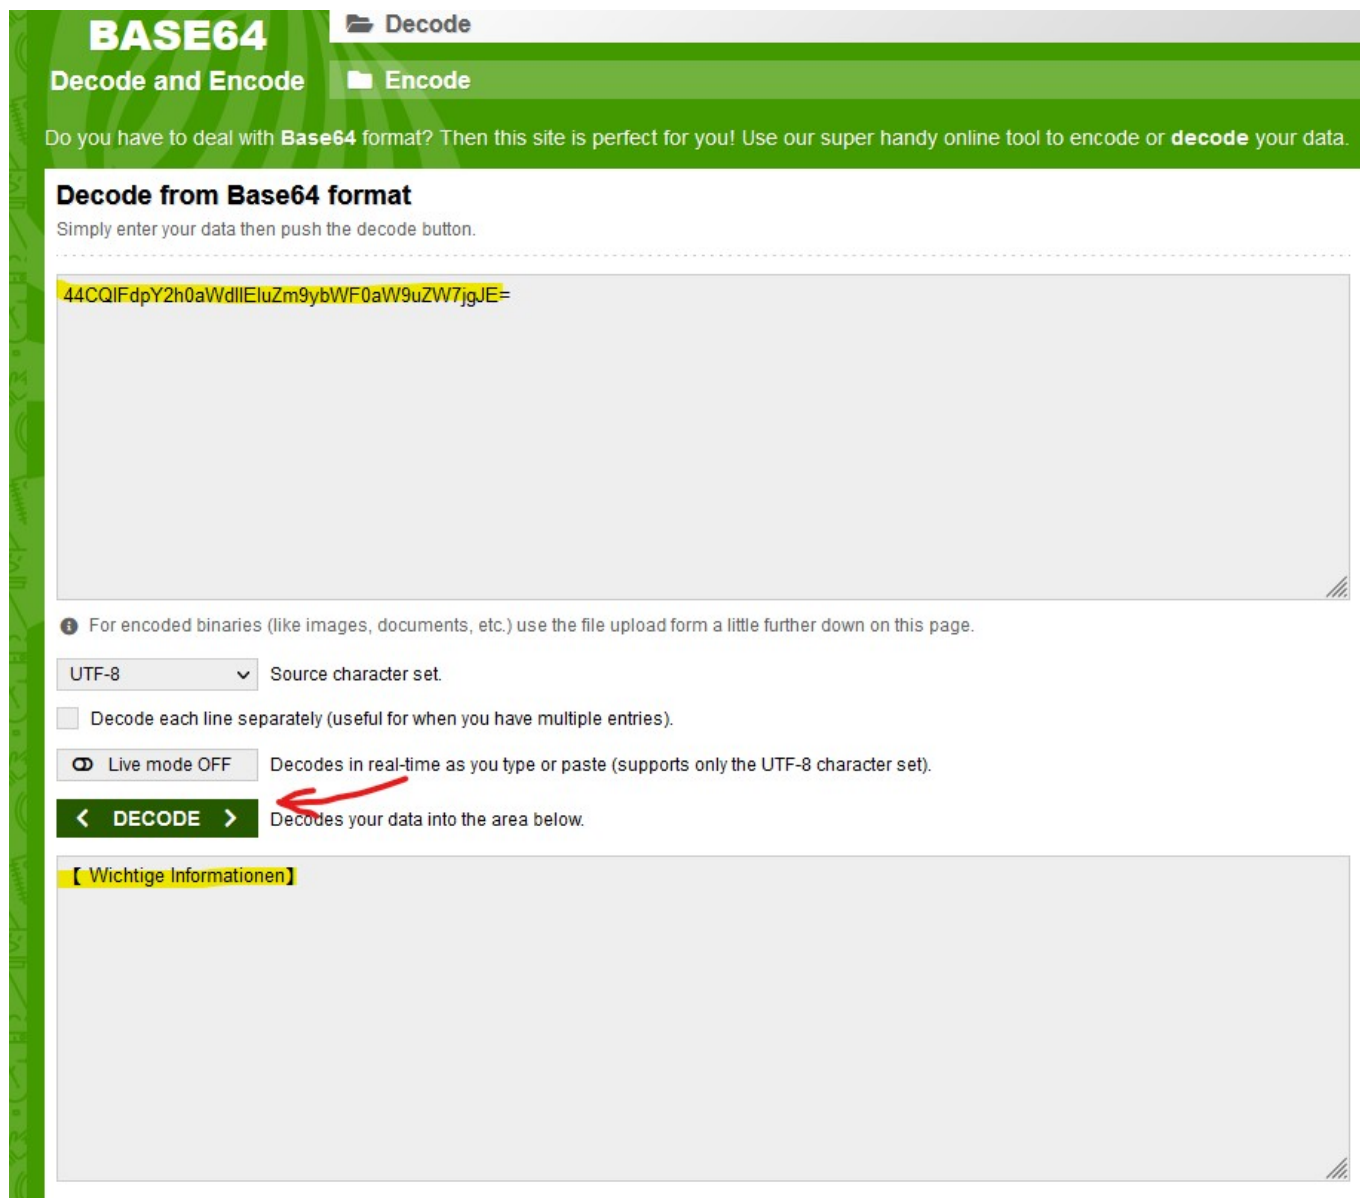 BASE64
Decode and Encode
Decode
Encode
Do you have to deal with Base64 format? Then this site is perfect for you! Use our super handy online tool to encode or decode your data.
Decode from Base64 format
Simply enter your data then push the decode button.
44CQIFdpY2h0aWdlIEluZm9ybWF0aW9uZW7jgJE=
For encoded binaries (like images, documents, etc.) use the file upload form a little further down on this page.
UTF-8 Source character set.
Decode each line separately (useful for when you have multiple entries).
Live mode OFF Decodes in real-time as you type or paste (supports only the UTF-8 character set).
< DECODE > Decodes your data into the area below.
【 Wichtige Informationen】